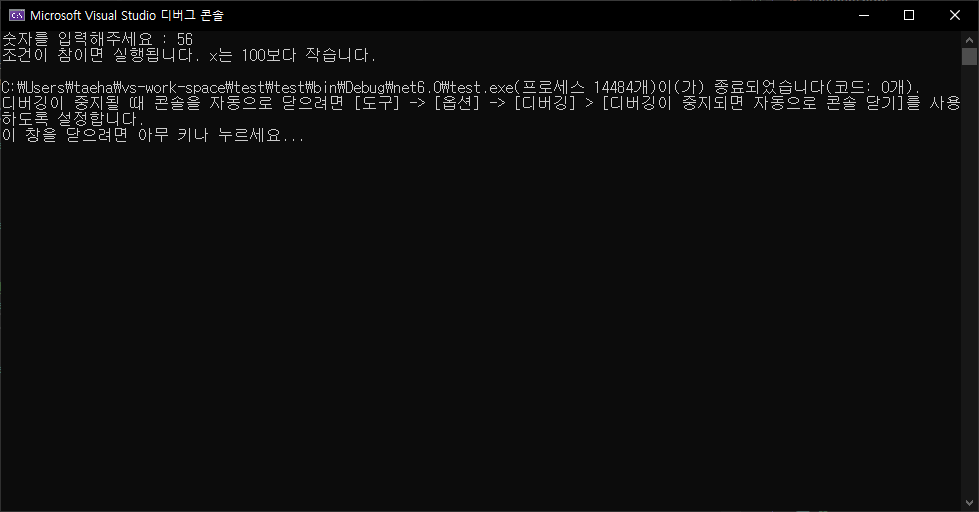 Microsoft Visual Studio 디버그 콘솔
숫자를 입력해주세요 : 56
조건이 참이면 실행됩니다. x는 100보다 작습니다.
C:\Users\taeha\vs-work-space\test\test\bin\Debug\net6.0\test.exe(프로세스 14484개)이(가) 종료되었습니다(코드: 0개).
디버깅이 중지될 때 콘솔을 자동으로 닫으려면 [도구] -> [옵션] -> [디버깅] > [디버깅이 중지되면 자동으로 콘솔 닫기]를 사용
하도록 설정합니다.
이 창을 닫으려면 아무 키나 누르세요...